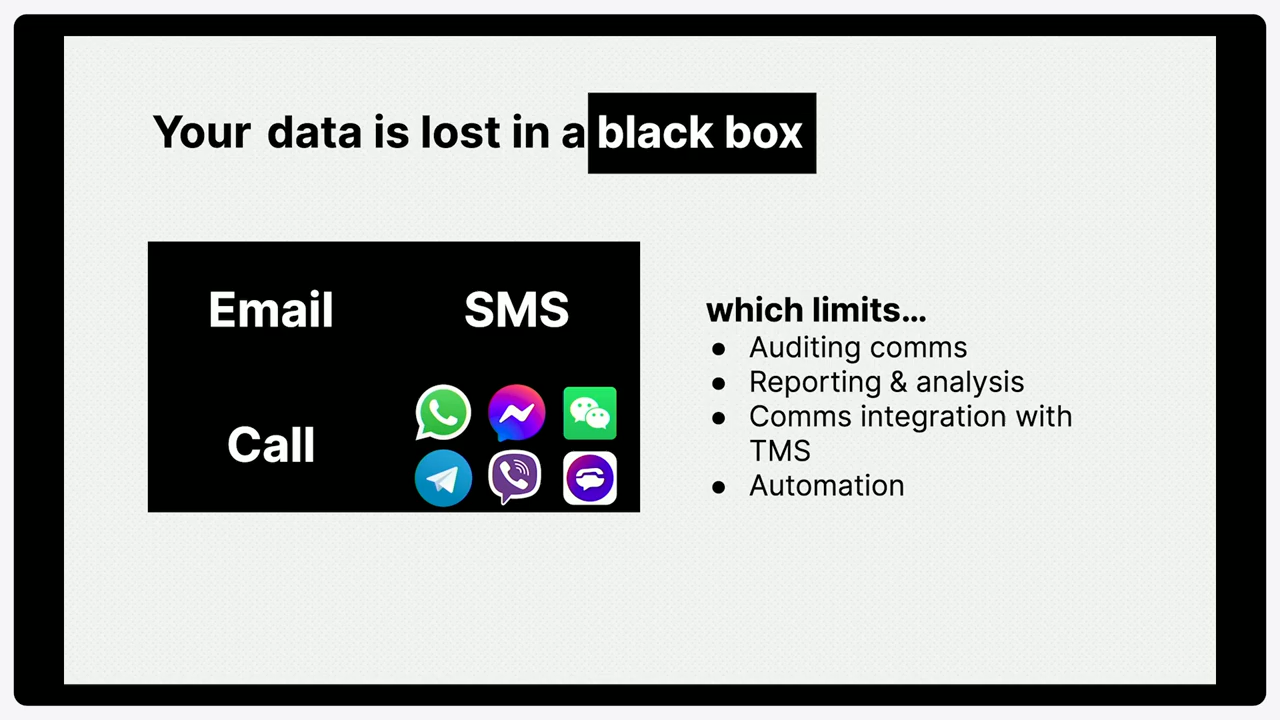 Your data is lost in a black box
Email SMS
Call
which limits...
● Auditing comms
● Reporting & analysis
● Comms integration with
TMS
● Automation